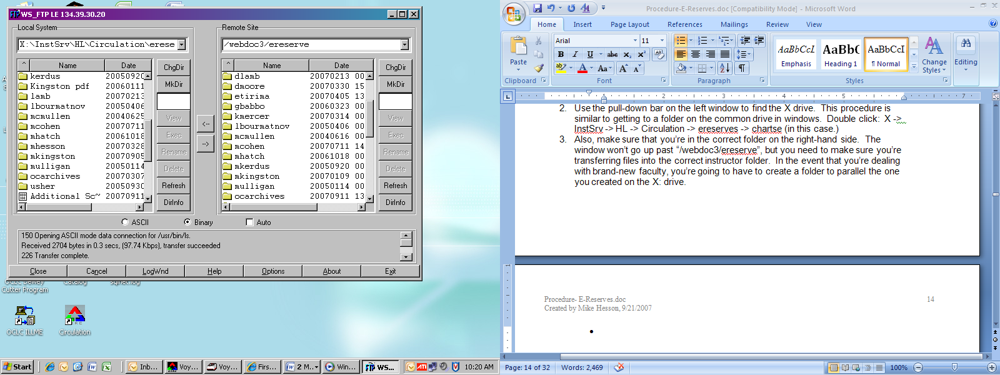 WS_FTP LE 134.39.30.20
Local System
X:\InstSrv\HL\Circulation\erese
^ Name Date
kerdus 20050920
Kingston pdf 20060111
lamb 20070213
lbourmatnov 20050406
mcmullen 20040625
mcohen 20070711
mhatch 20061018
mhesson 20070328
mkingston 20070905
mulligan 20050114
ocarchives 20070307
usher 20050930
Additional Sc~ 20070911
ChgDir
MkDir
View
Exec
Rename
Delete
Refresh
DirInfo
<--
-->
Remote Site
/webdoc3/ereserve
^ Name Date
dlamb 20070213 00
dmoore 20070330 15
etirima 20070405 13
gbabbo 20060323 00
kmercer 20070314 00
lbourmatnov 20050406 00
mcmullen 20040616 00
mcohen 20070711 14
mhatch 20061018 00
mkerdus 20050920 00
mkingston 20070109 00
mulligan 20050114 00
ocarchives 20070911 13
ChgDir
MkDir
View
Exec
Rename
Delete
Refresh
DirInfo
ASCII Binary Auto
150 Opening ASCII mode data connection for /usr/bin/ls.
Received 2704 bytes in 0.3 secs, (97.74 Kbps), transfer succeeded
226 Transfer complete.
Close Cancel LogWnd Help Options About Exit
Cutter Program
OCLC ILLME
Circulation
Start
Inb...
Voy...
Voy...
Firs...
2 M...
Win...
WS...
ATI
10:20 AM
Procedure-E-Reserves.doc [Compatibility Mode] - Microsoft Word
Home Insert Page Layout References Mailings Review View
Paste
Clipboard
Arial 11
B I U abc x₂ x²
Aa A A
Font
Paragraph
AaBbCcI AaBbC AaBbCcI
Emphasis Heading 1 ¶ Normal
Change
Styles
Styles
Editing
1 1 2 3 4 5 6 7
2. Use the pull-down bar on the left window to find the X drive. This procedure is
similar to getting to a folder on the common drive in windows. Double click: X ->
InstSrv -> HL -> Circulation -> ereserves -> chartse (in this case.)
3. Also, make sure that you're in the correct folder on the right-hand side. The
window won't go up past “/webdoc3/ereserve”, but you need to make sure you're
transferring files into the correct instructor folder. In the event that you're dealing
with brand-new faculty, you're going to have to create a folder to parallel the one
you created on the X: drive.
Procedure- E-Reserves.doc 14
Created by Mike Hesson, 9/21/2007
•
Page: 14 of 32 Words: 2,469 100%